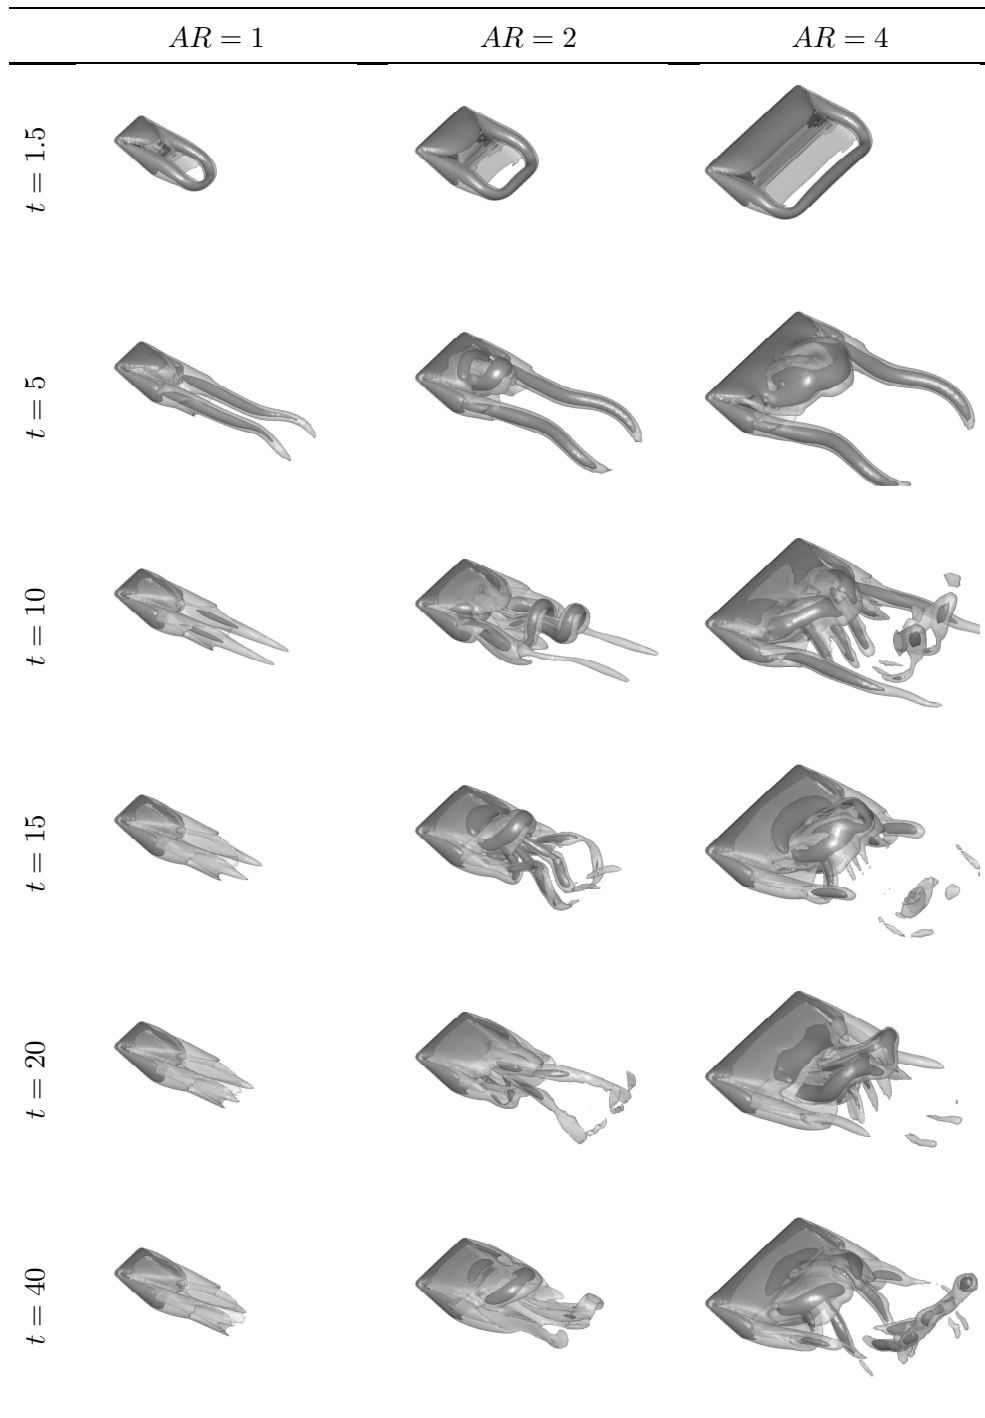 AR = 1 AR = 2 AR = 4
t = 1.5
t = 5
t = 10
t = 15
t = 20
t = 40